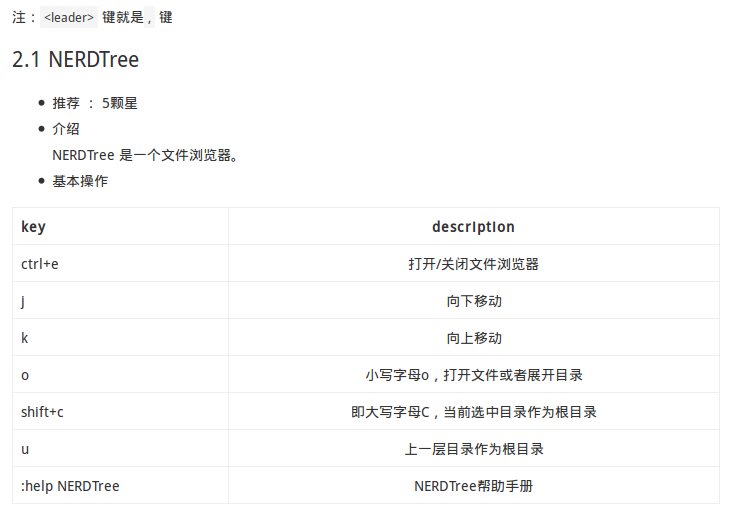 注：<leader> 键就是 , 键
2.1 NERDTree
推荐 ： 5颗星
介绍
NERDTree 是一个文件浏览器。
基本操作
key description
ctrl+e 打开/关闭文件浏览器
j 向下移动
k 向上移动
o 小写字母o，打开文件或者展开目录
shift+c 即大写字母C，当前选中目录作为根目录
u 上一层目录作为根目录
:help NERDTree NERDTree帮助手册